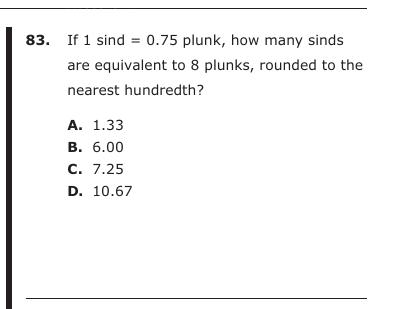 83. If 1 sind = 0.75 plunk, how many sinds
are equivalent to 8 plunks, rounded to the
nearest hundredth?
A. 1.33
B. 6.00
C. 7.25
D. 10.67